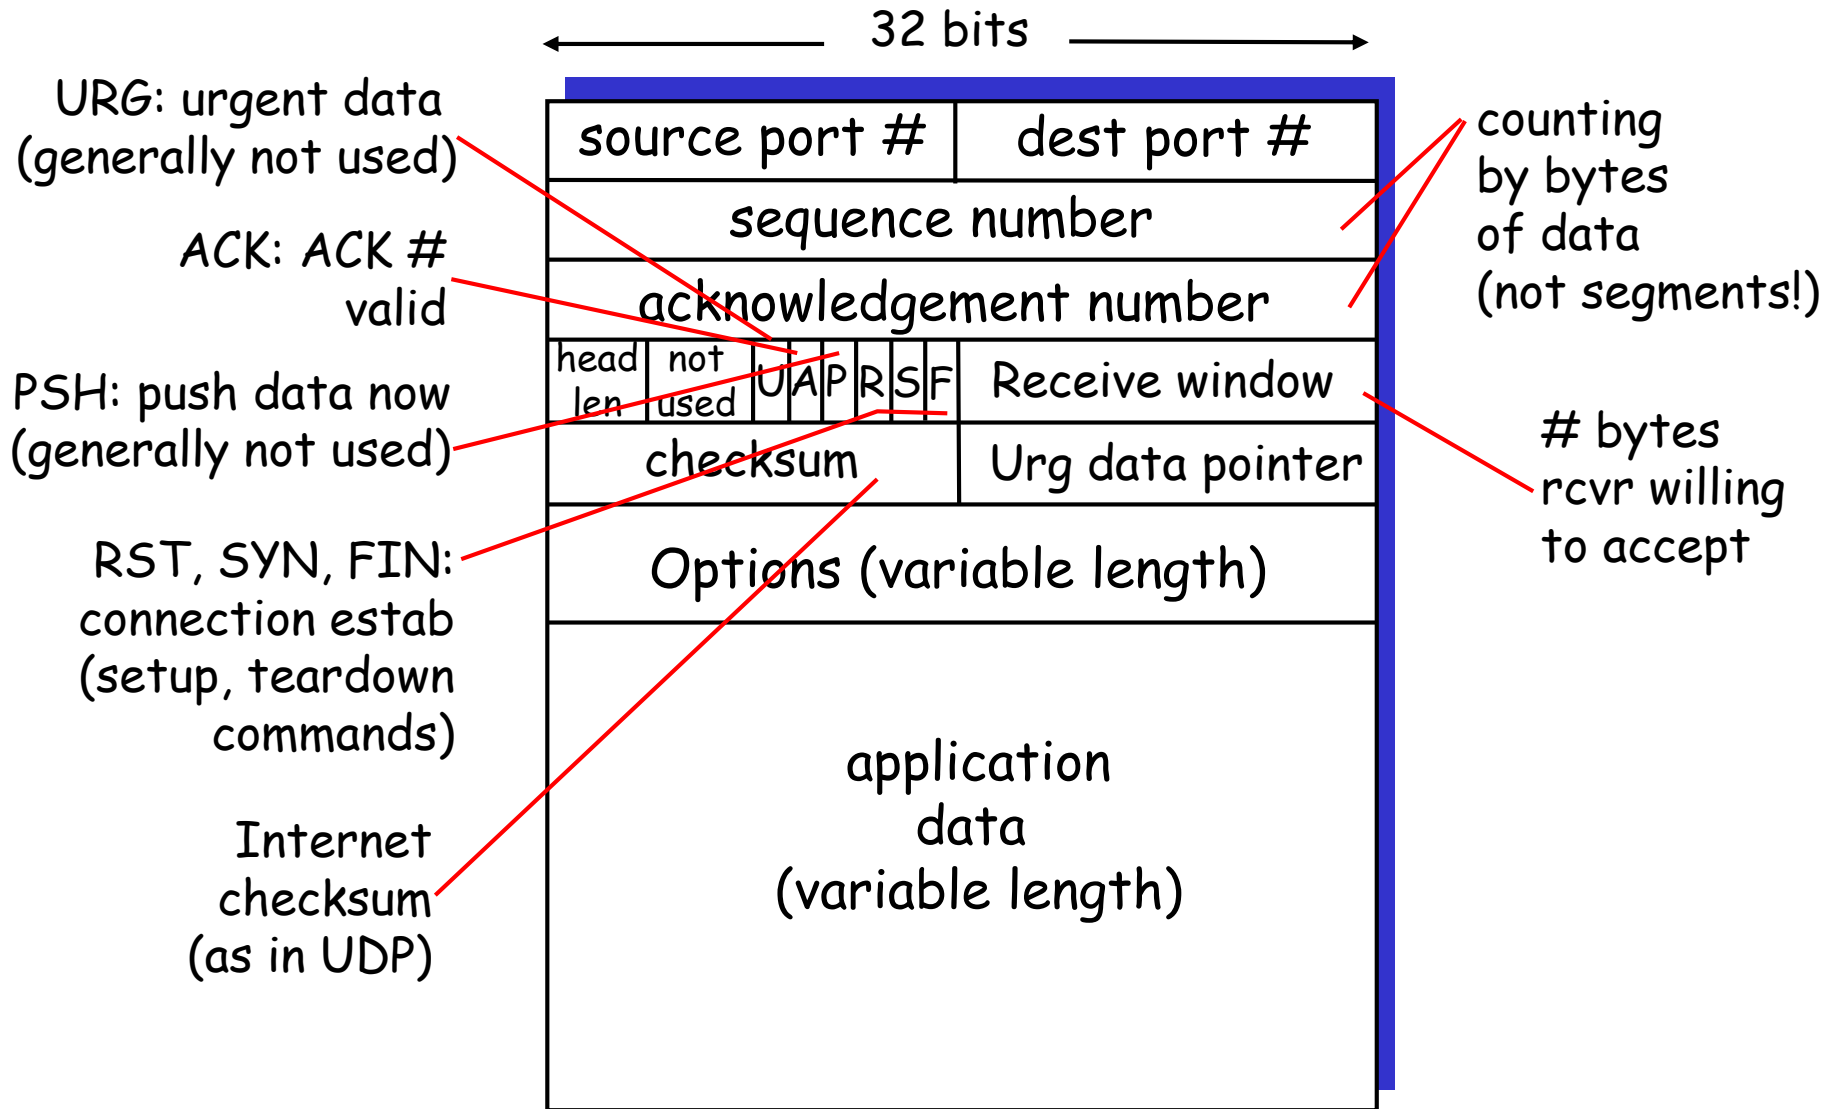 32 bits
URG: urgent data
(generally not used)
ACK: ACK #
valid
PSH: push data now
(generally not used)
RST, SYN, FIN:
connection estab
(setup, teardown
commands)
Internet
checksum
(as in UDP)
source port #
dest port #
sequence number
acknowledgement number
head
len
not
used
U
A
P
R
S
F
Receive window
checksum
Urg data pointer
Options (variable length)
application
data
(variable length)
counting
by bytes
of data
(not segments!)
# bytes
rcvr willing
to accept